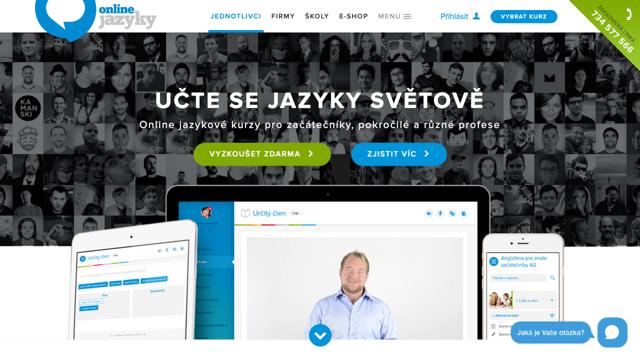 online
jazyky
JEDNOTLIVCI FIRMY ŠKOLY E-SHOP MENU
Přihlásit
VYBRAT KURZ
734 577 566
KA
MAN
SKI
UČTE SE JAZYKY SVĚTOVĚ
Online jazykové kurzy pro začátečníky, pokročilé a různé profese
VYZKOUŠET ZDARMA
ZJISTIT VÍC
Určitý člen
Určitý člen
Angličtina pro znalé
začátečníky A2
Jaká je Vaše otázka?